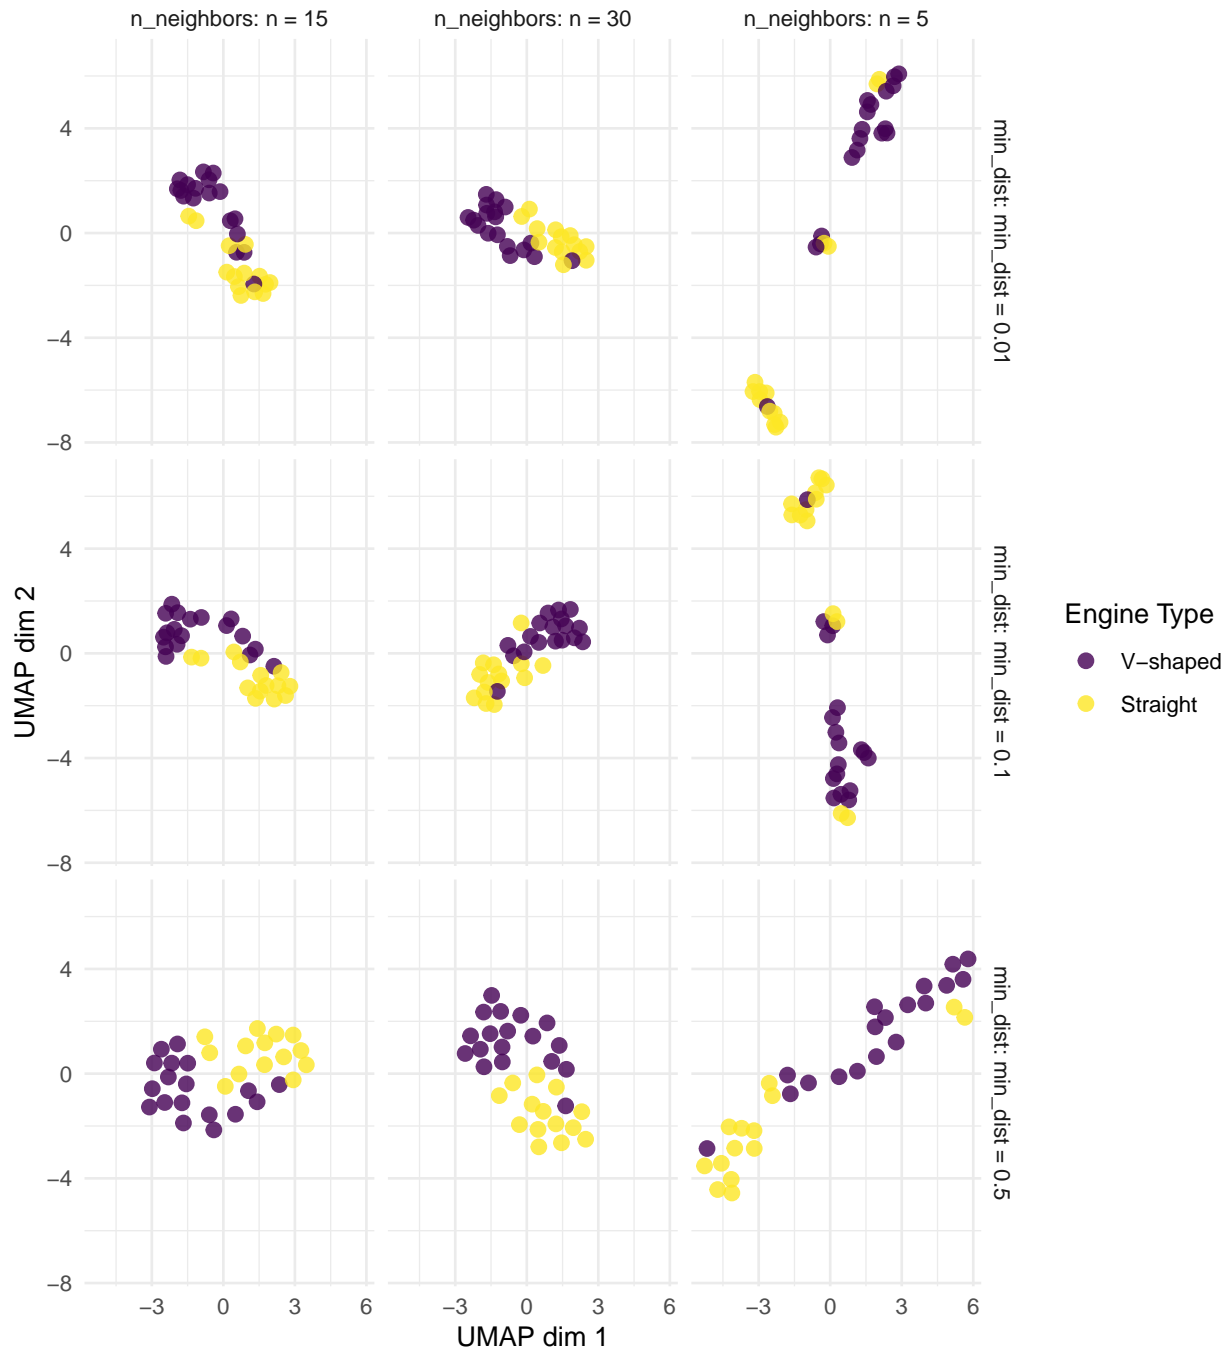 n_neighbors: n = 15
n_neighbors: n = 30
n_neighbors: n = 5
4
0
−4
−8
min_dist: min_dist = 0.01
4
0
−4
−8
min_dist: min_dist = 0.1
4
0
−4
−8
min_dist: min_dist = 0.5
−3 0 3 6
−3 0 3 6
−3 0 3 6
UMAP dim 1
UMAP dim 2
Engine Type
V−shaped
Straight